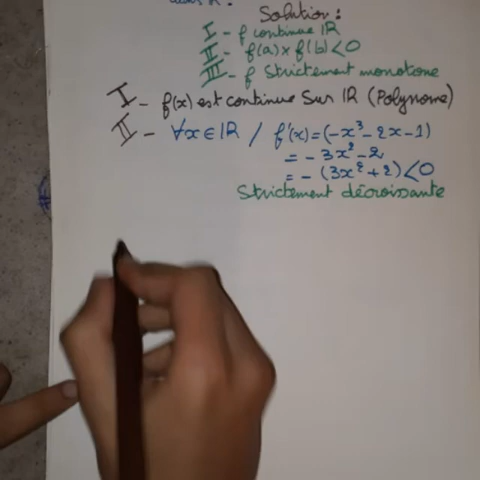 Solution:
I - f continue IR
II - f(a) x f(b) < 0
III - f strictement monotone
I - f(x) est continue Sur IR (Polynome)
II - ∀x ∈ IR / f'(x) = (-x³ - 2x - 1)
= - 3x² - 2
= - (3x² + 2) < 0
Strictement décroissante